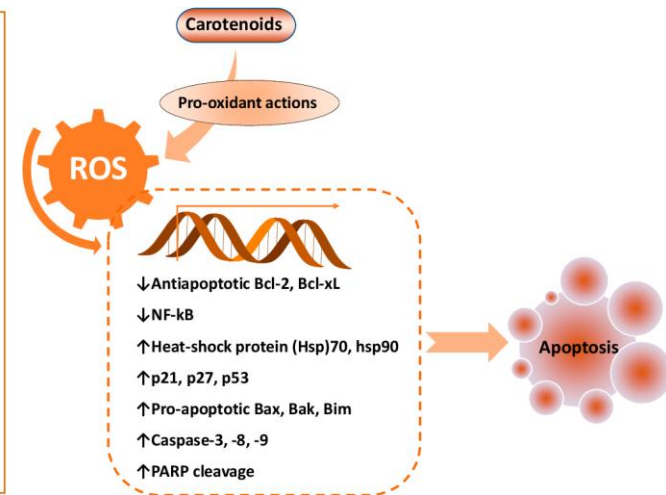 Carotenoids
Pro-oxidant actions
ROS
↓Antiapoptotic Bcl-2, Bcl-xL
↓NF-kB
↑Heat-shock protein (Hsp)70, hsp90
↑p21, p27, p53
↑Pro-apoptotic Bax, Bak, Bim
↑Caspase-3, -8, -9
↑PARP cleavage
Apoptosis